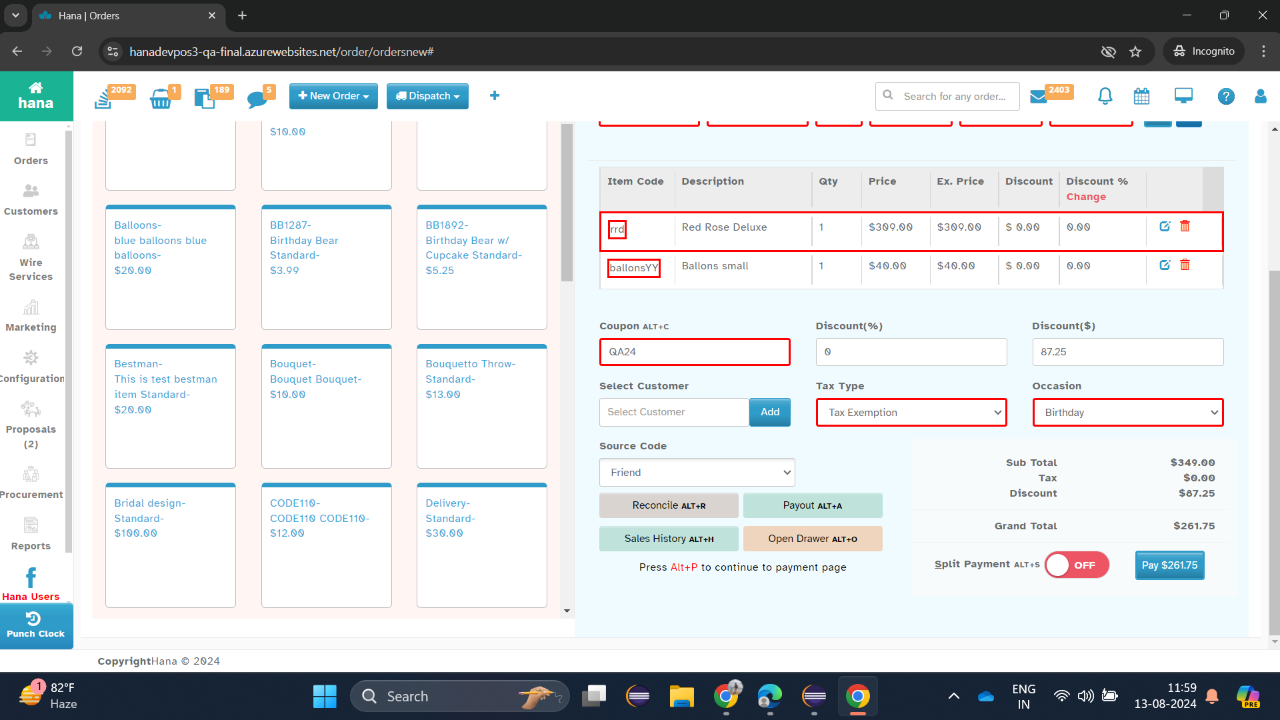 Hana | Orders
hanadevpos3-qa-final.azurewebsites.net/order/ordersnew#
Incognito
hana
2092
1
189
5
New Order
Dispatch
Search for any order...
2403
Orders
Customers
Wire
Services
Marketing
Configuration
Proposals
(2)
Procurement
Reports
Hana Users
Punch Clock
$10.00
Balloons-
blue balloons blue
balloons-
$20.00
BB1287-
Birthday Bear
Standard-
$3.99
BB1892-
Birthday Bear w/
Cupcake Standard-
$5.25
Bestman-
This is test bestman
item Standard-
$20.00
Bouquet-
Bouquet Bouquet-
$10.00
Bouquetto Throw-
Standard-
$13.00
Bridal design-
Standard-
$100.00
CODE110-
CODE110 CODE110-
$12.00
Delivery-
Standard-
$30.00
Item Code Description Qty Price Ex. Price Discount Discount %
Change
rrd Red Rose Deluxe 1 $309.00 $309.00 $ 0.00 0.00
ballonsYY Ballons small 1 $40.00 $40.00 $ 0.00 0.00
Coupon ALT+C Discount(%) Discount($)
QA24 0 87.25
Select Customer Tax Type Occasion
Select Customer Add Tax Exemption Birthday
Source Code
Friend
Reconcile ALT+R Payout ALT+A
Sales History ALT+H Open Drawer ALT+O
Press Alt+P to continue to payment page
Sub Total $349.00
Tax $0.00
Discount $87.25
Grand Total $261.75
Split Payment ALT+S OFF Pay $261.75
CopyrightHana © 2024
1
82°F
Haze
Search
ENG
IN
11:59
13-08-2024
PRE